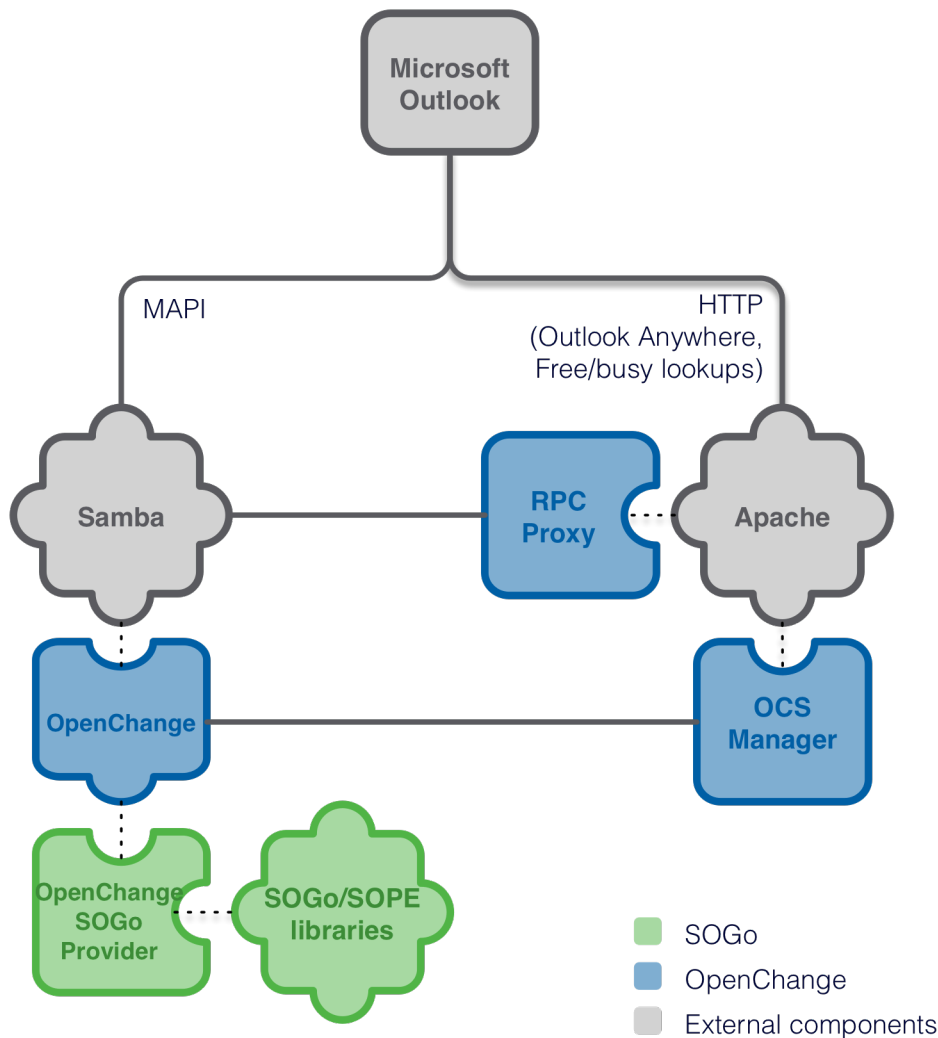 Microsoft
Outlook
MAPI
HTTP
(Outlook Anywhere,
Free/busy lookups)
Samba
RPC
Proxy
Apache
OpenChange
OCS
Manager
OpenChange
SOGo
Provider
SOGo/SOPE
libraries
SOGo
OpenChange
External components